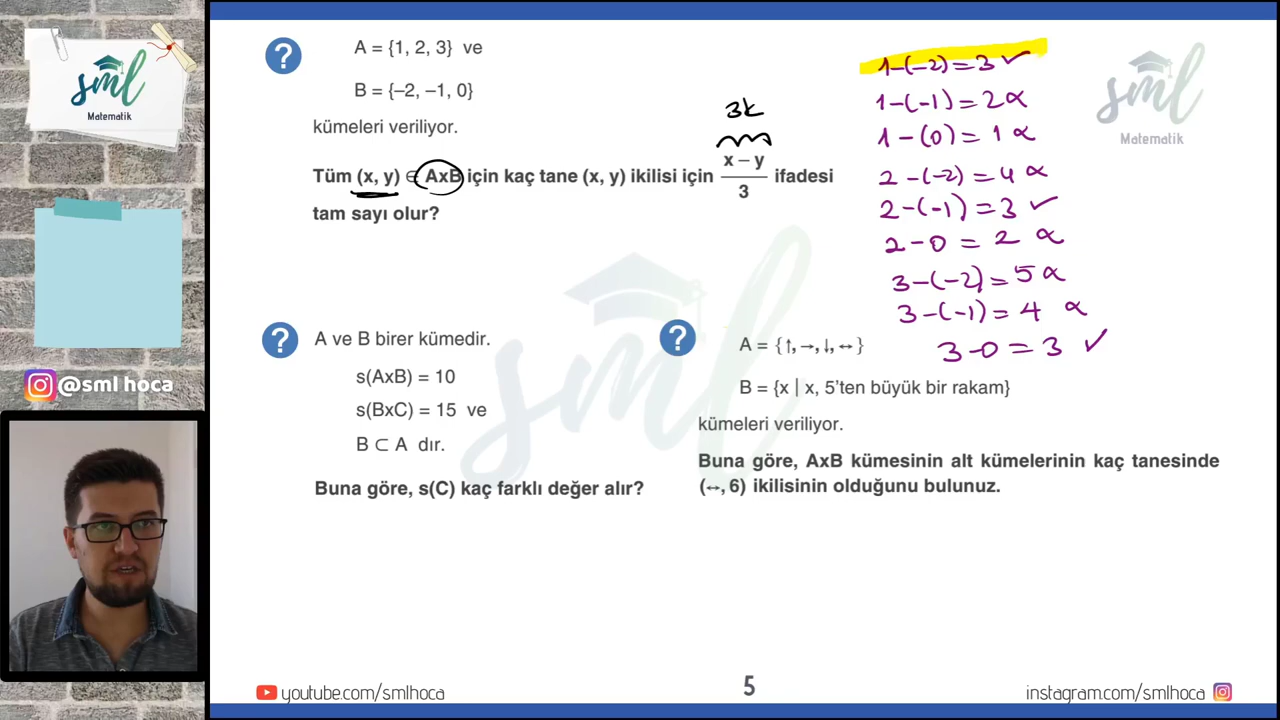 sml
Matematik
@sml hoca
A = {1, 2, 3} ve
B = {–2, –1, 0}
kümeleri veriliyor.
3k
Tüm (x, y) ∈ AxB için kaç tane (x, y) ikilisi için x – y / 3 ifadesi
tam sayı olur?
1-(-2)=3 ✓
1-(-1)=2 α
1-(0)=1 α
2-(-2)=4 α
2-(-1)=3 ✓
2-0=2 α
3-(-2)=5 α
3-(-1)=4 α
3-0=3 ✓
sml
Matematik
A ve B birer kümedir.
s(AxB) = 10
s(BxC) = 15 ve
B ⊂ A dır.
Buna göre, s(C) kaç farklı değer alır?
A = {↑, →, ↓, ↔}
B = {x | x, 5'ten büyük bir rakam}
kümeleri veriliyor.
Buna göre, AxB kümesinin alt kümelerinin kaç tanesinde
(↔, 6) ikilisinin olduğunu bulunuz.
sml
youtube.com/smlhoca
5
instagram.com/smlhoca